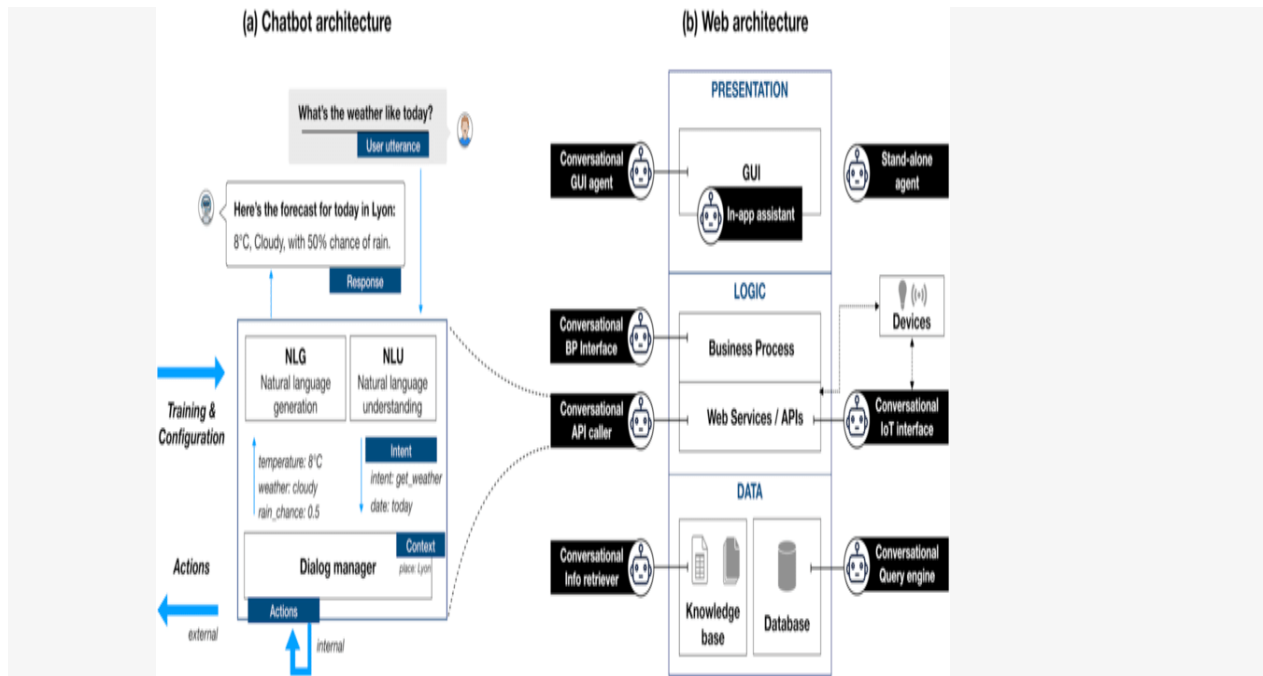 (a) Chatbot architecture
What's the weather like today?
User utterance
Here's the forecast for today in Lyon:
8°C, Cloudy, with 50% chance of rain.
Response
NLG
Natural language
generation
NLU
Natural language
understanding
Training &
Configuration
temperature: 8°C
weather: cloudy
rain_chance: 0.5
Intent
intent: get_weather
date: today
Context
place: Lyon
Dialog manager
Actions
Actions
external
internal
(b) Web architecture
PRESENTATION
Conversational
GUI agent
GUI
In-app assistant
Stand-alone
agent
LOGIC
Conversational
BP Interface
Business Process
Devices
Conversational
API caller
Web Services / APIs
Conversational
IoT interface
DATA
Conversational
Info retriever
Knowledge
base
Database
Conversational
Query engine